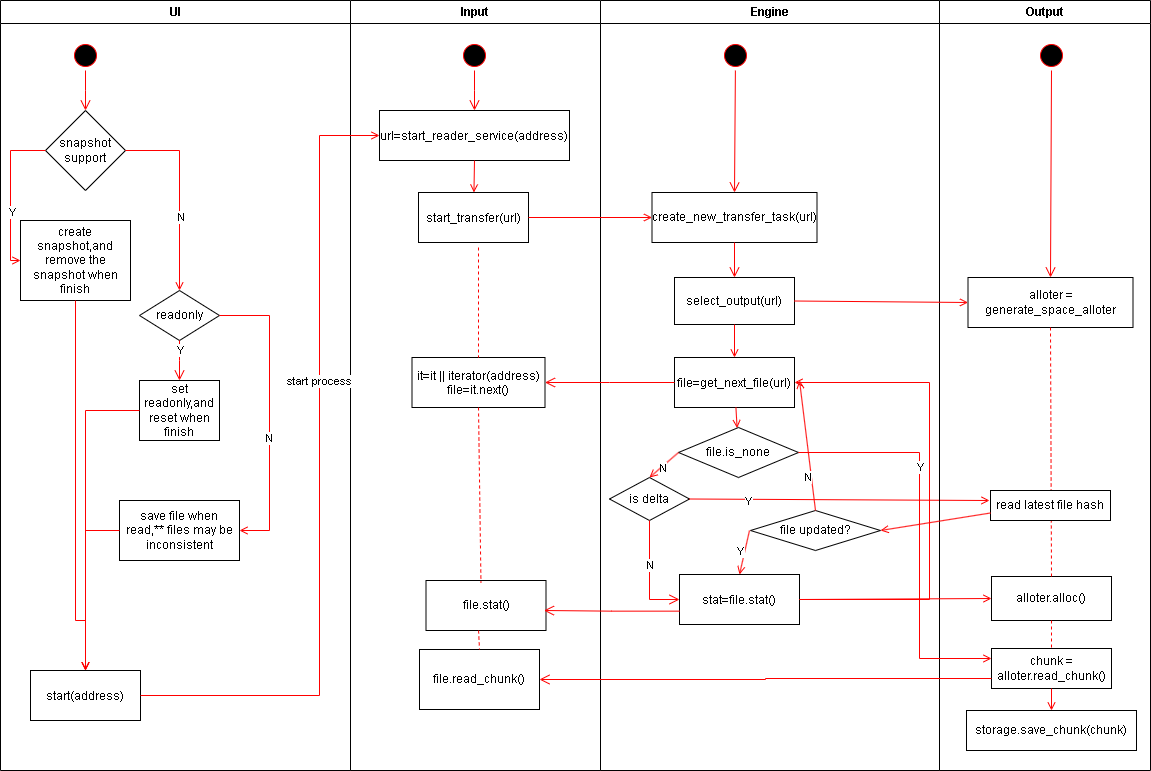 UI
Input
Engine
Output
snapshot
support
Y
N
create
snapshot,and
remove the
snapshot when
finish
readonly
Y
N
set
readonly,and
reset when
finish
save file when
read,** files may be
inconsistent
start(address)
start process
url=start_reader_service(address)
start_transfer(url)
it=it || iterator(address)
file=it.next()
file.stat()
file.read_chunk()
create_new_transfer_task(url)
select_output(url)
file=get_next_file(url)
file.is_none
N
Y
is delta
Y
N
file updated?
N
Y
stat=file.stat()
alloter =
generate_space_alloter
read latest file hash
alloter.alloc()
chunk =
alloter.read_chunk()
storage.save_chunk(chunk)